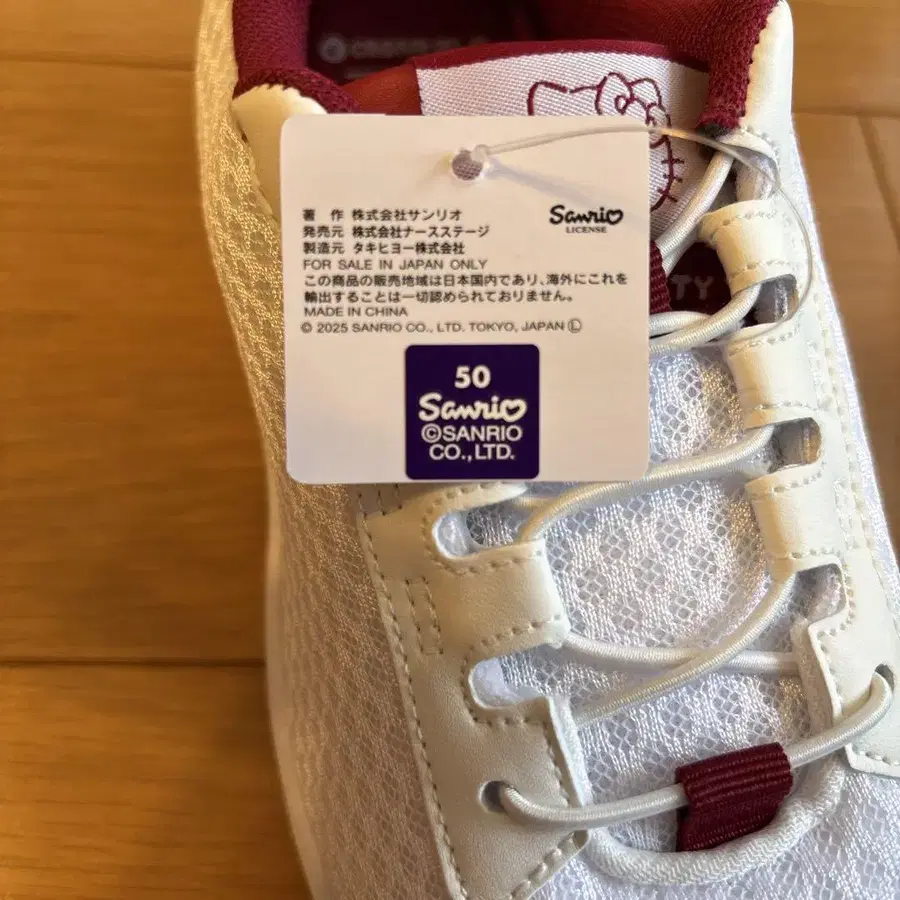 著 作 株式会社サンリオ
Sanrio
LICENSE
発売元 株式会社ナースステージ
製造元 タキヒヨー株式会社
FOR SALE IN JAPAN ONLY
この商品の販売地域は日本国内であり、海外にこれを
輸出することは一切認められておりません。
MADE IN CHINA
© 2025 SANRIO CO., LTD. TOKYO, JAPAN Ⓛ
50
Sanrio
©SANRIO
CO.,LTD.
TY